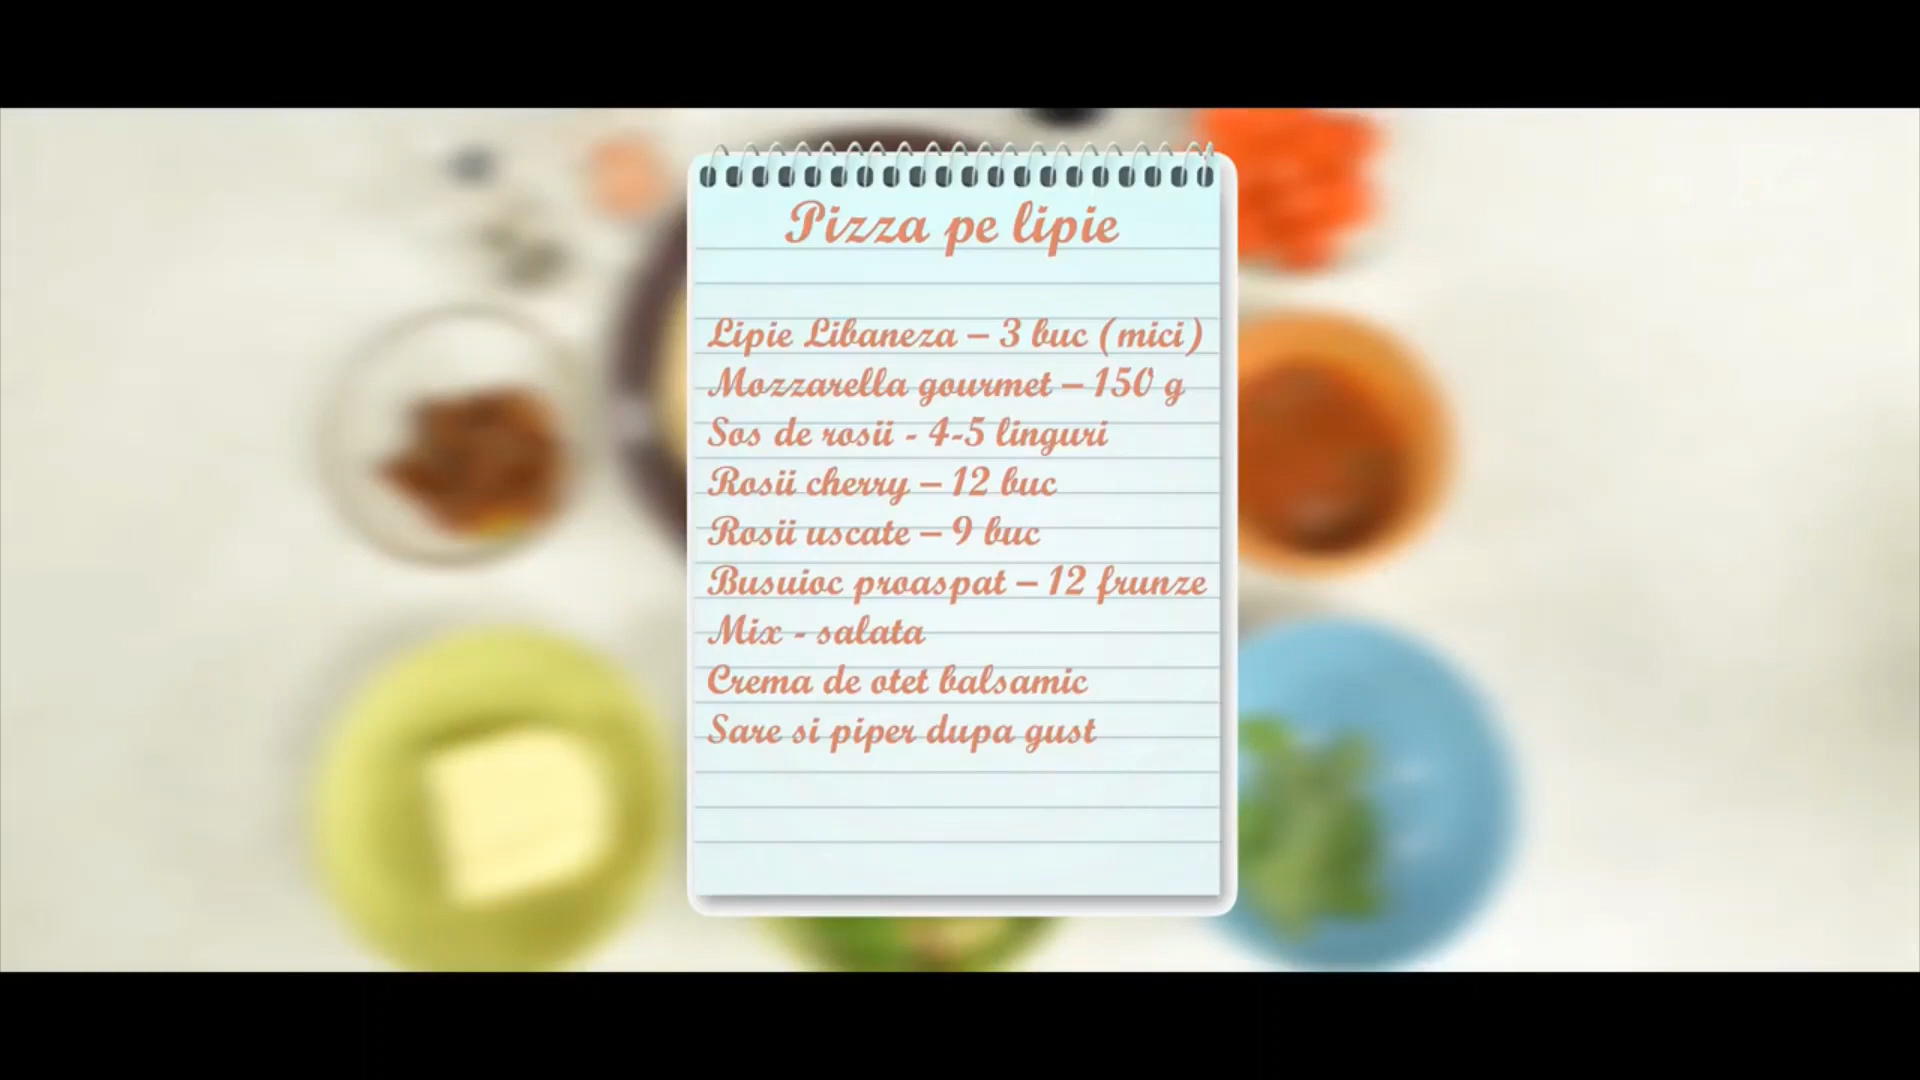 Pizza pe lipie
Lipie Libaneza – 3 buc (mici)
Mozzarella gourmet – 150 g
Sos de rosii - 4-5 linguri
Rosii cherry – 12 buc
Rosii uscate – 9 buc
Busuioc proaspat – 12 frunze
Mix - salata
Crema de otet balsamic
Sare si piper dupa gust